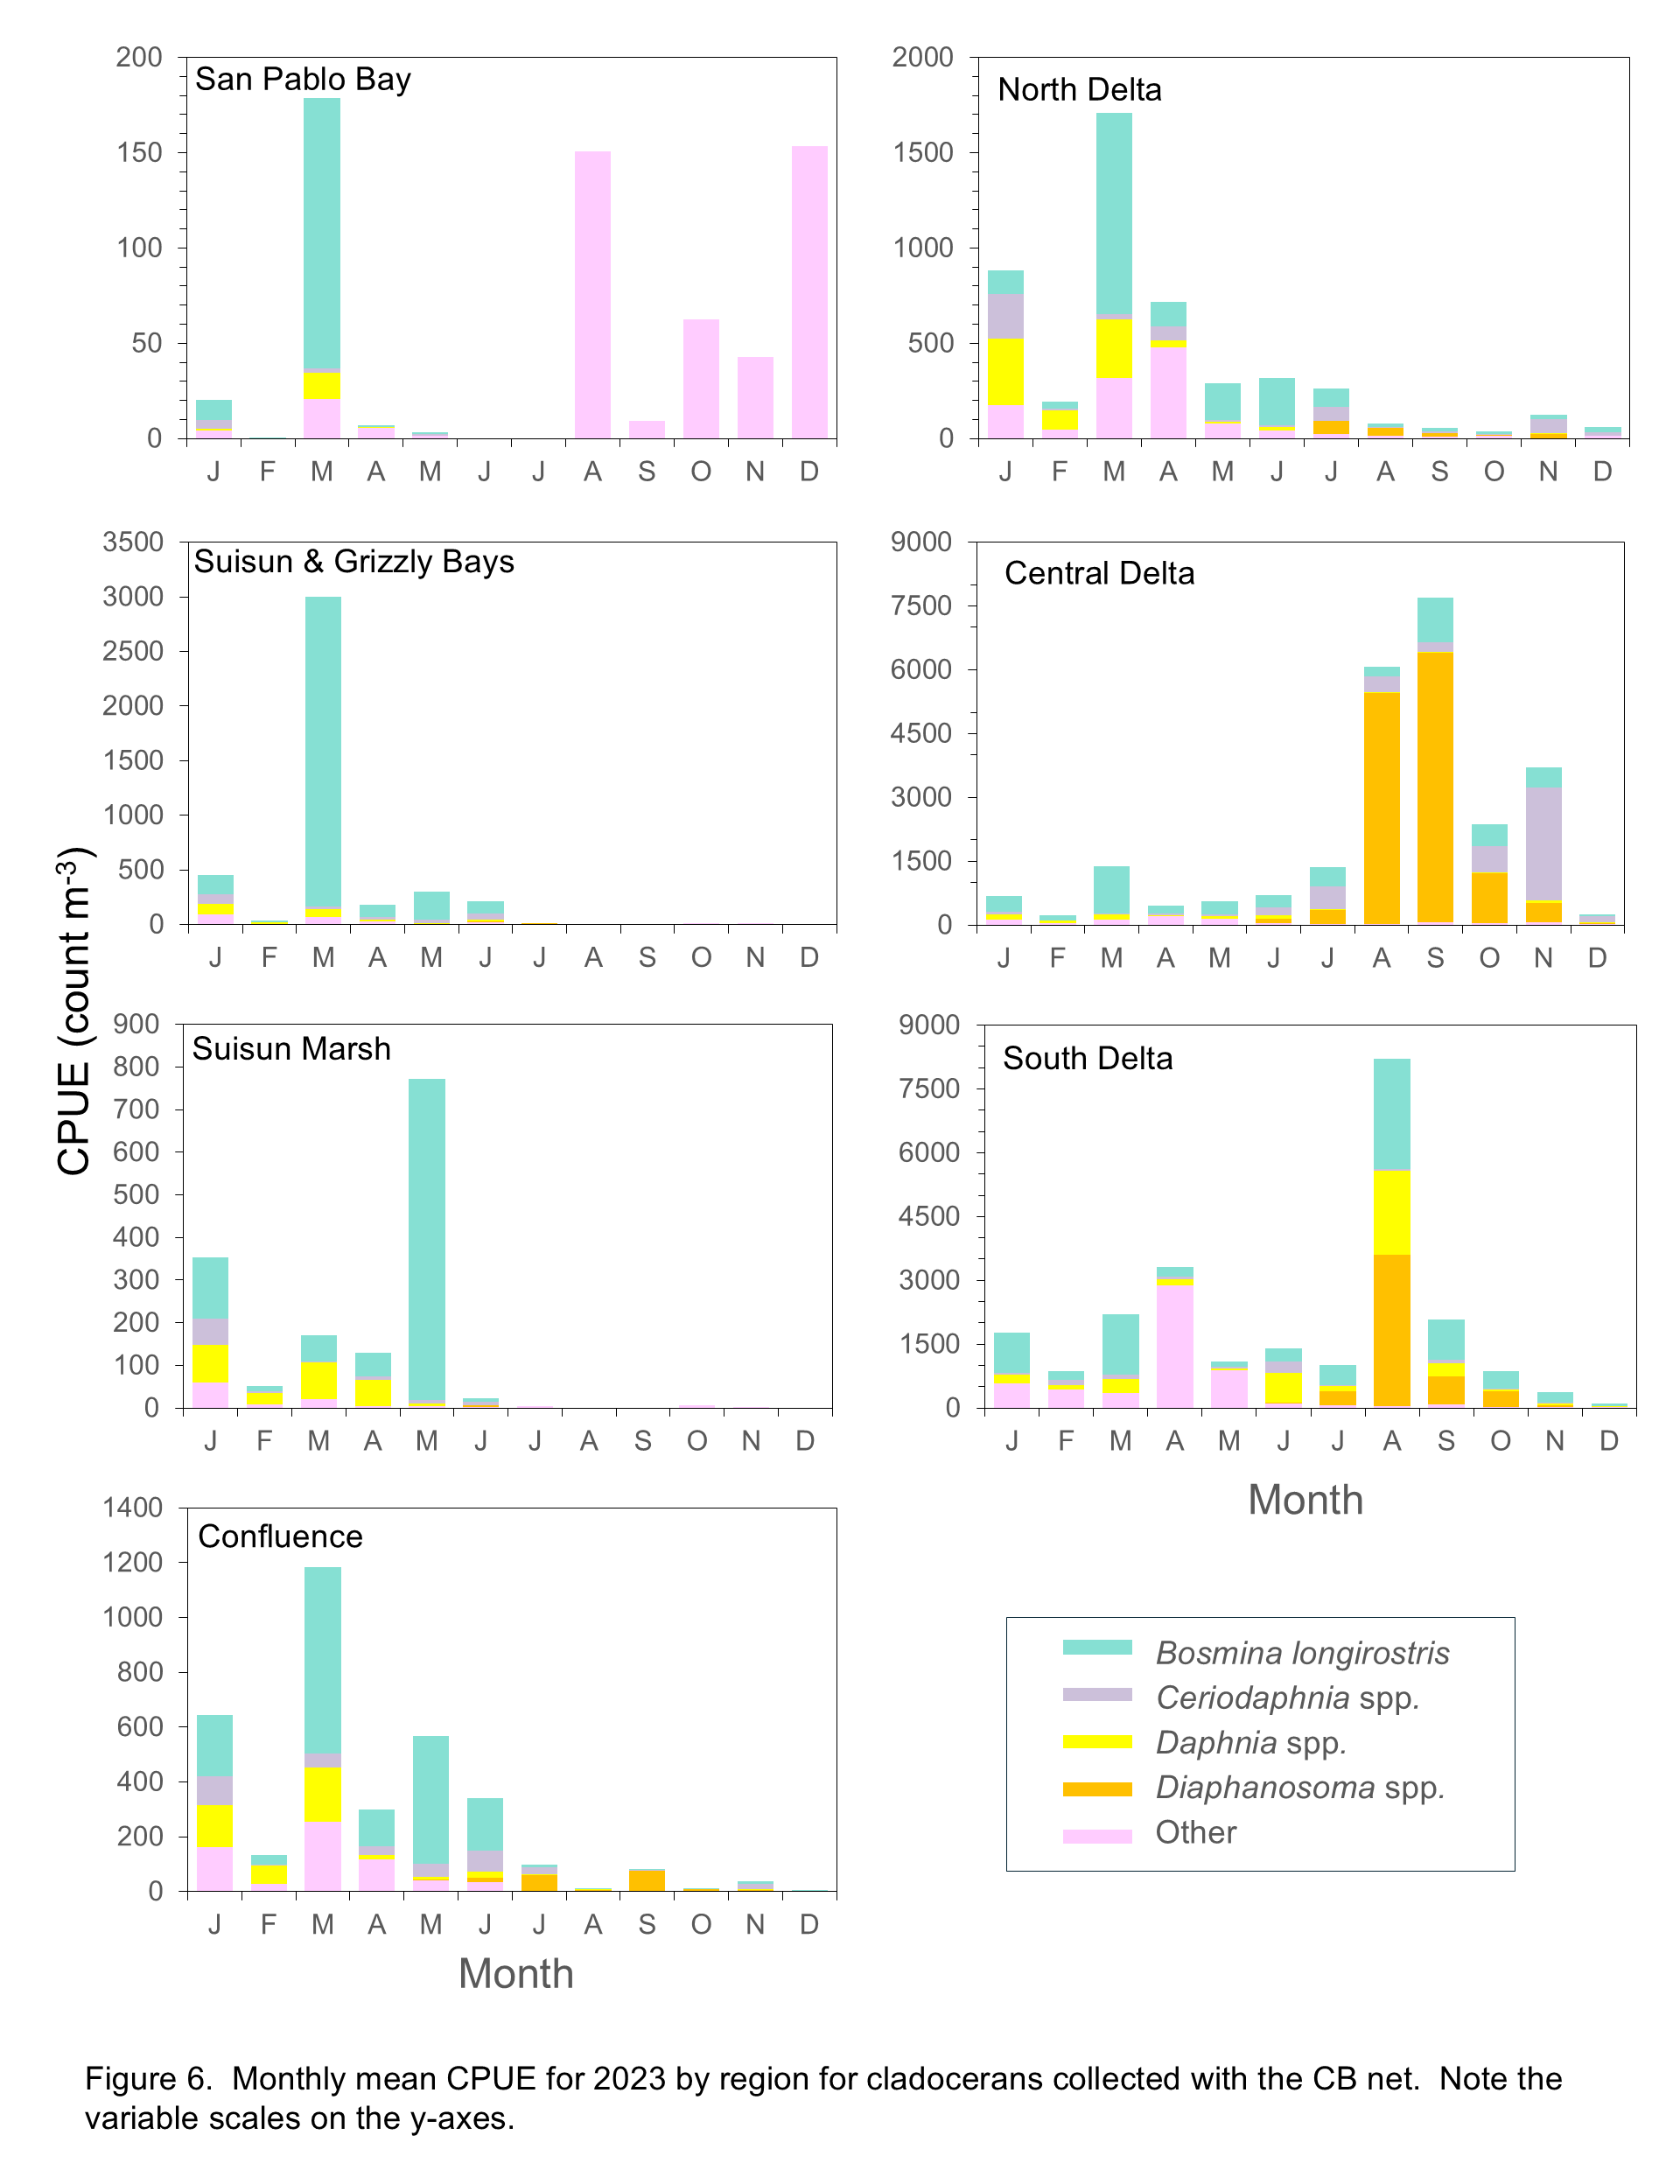 CPUE (count m-3)
San Pablo Bay
200
150
100
50
0
J F M A M J J A S O N D
North Delta
2000
1500
1000
500
0
J F M A M J J A S O N D
Suisun & Grizzly Bays
3500
3000
2500
2000
1500
1000
500
0
J F M A M J J A S O N D
Central Delta
9000
7500
6000
4500
3000
1500
0
J F M A M J J A S O N D
Suisun Marsh
900
800
700
600
500
400
300
200
100
0
J F M A M J J A S O N D
South Delta
9000
7500
6000
4500
3000
1500
0
J F M A M J J A S O N D
Month
Confluence
1400
1200
1000
800
600
400
200
0
J F M A M J J A S O N D
Month
Bosmina longirostris
Ceriodaphnia spp.
Daphnia spp.
Diaphanosoma spp.
Other
Figure 6.  Monthly mean CPUE for 2023 by region for cladocerans collected with the CB net.  Note the
variable scales on the y-axes.